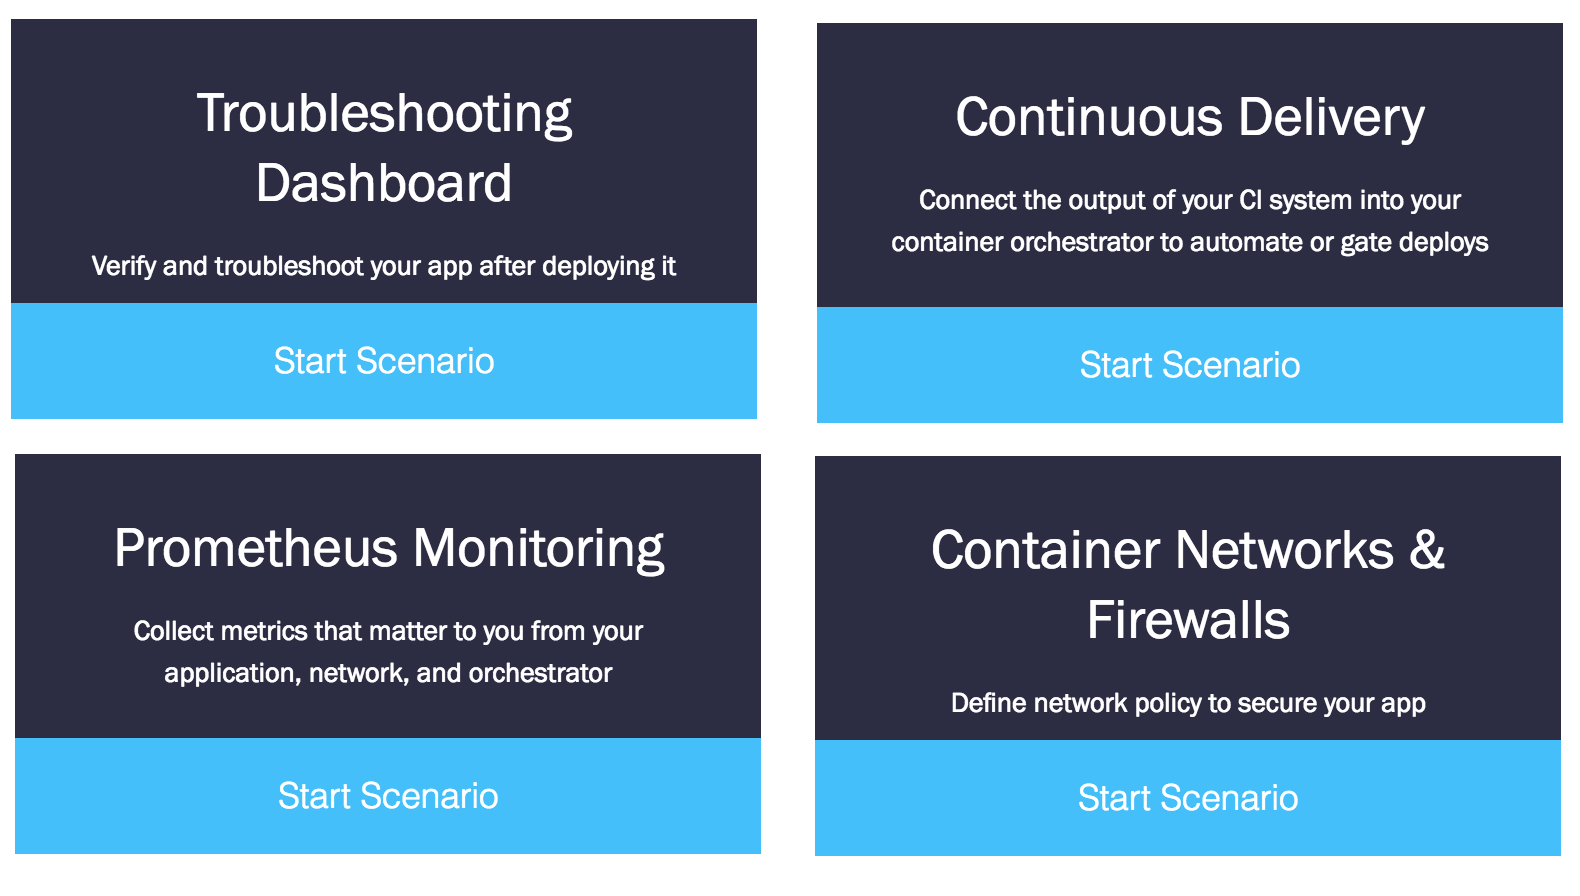 Troubleshooting
Dashboard
Verify and troubleshoot your app after deploying it
Start Scenario
Continuous Delivery
Connect the output of your CI system into your
container orchestrator to automate or gate deploys
Start Scenario
Prometheus Monitoring
Collect metrics that matter to you from your
application, network, and orchestrator
Start Scenario
Container Networks &
Firewalls
Define network policy to secure your app
Start Scenario